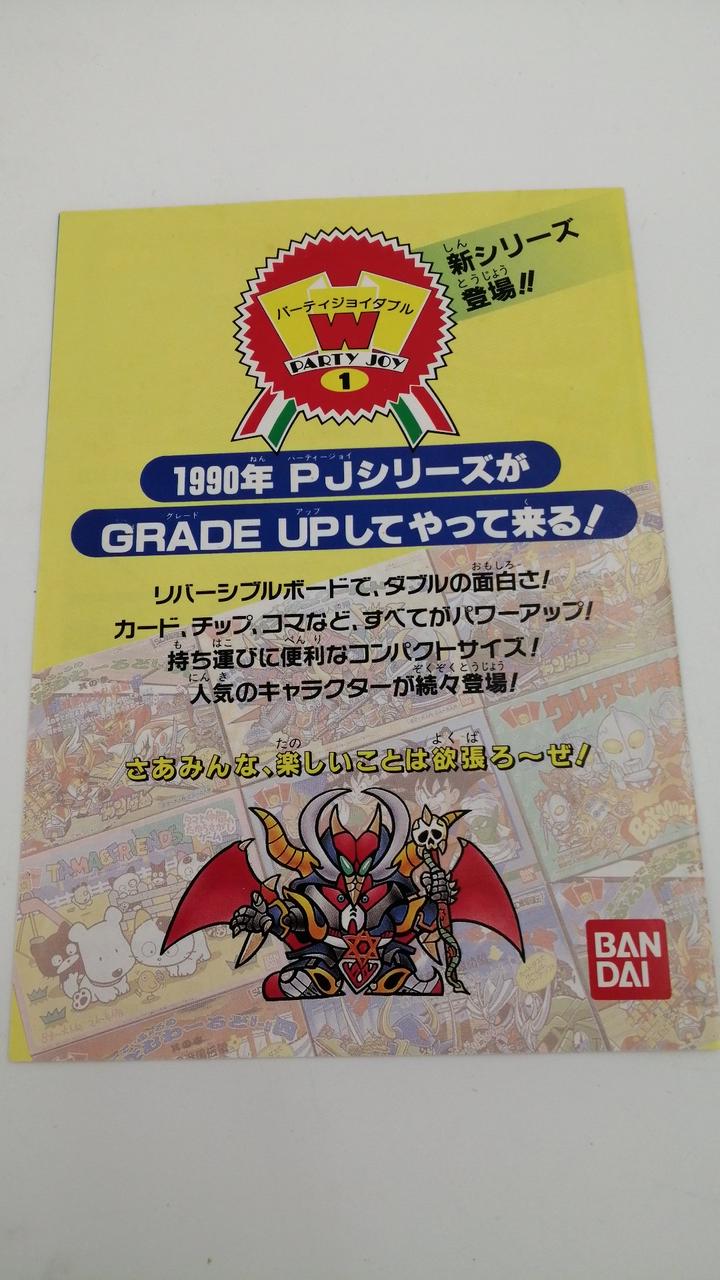 新シリーズ
登場!!
パーティジョイダブル
W
PARTY JOY
1
1990年 PJシリーズが
GRADE UPしてやって来る!
リバーシブルボードで、ダブルの面白さ!
カード、チップ、コマなど、すべてがパワーアップ!
持ち運びに便利なコンパクトサイズ!
人気のキャラクターが続々登場!
さあみんな、楽しいことは欲張ろ〜ぜ!
TAMA&FRIENDS
BAN
DAI